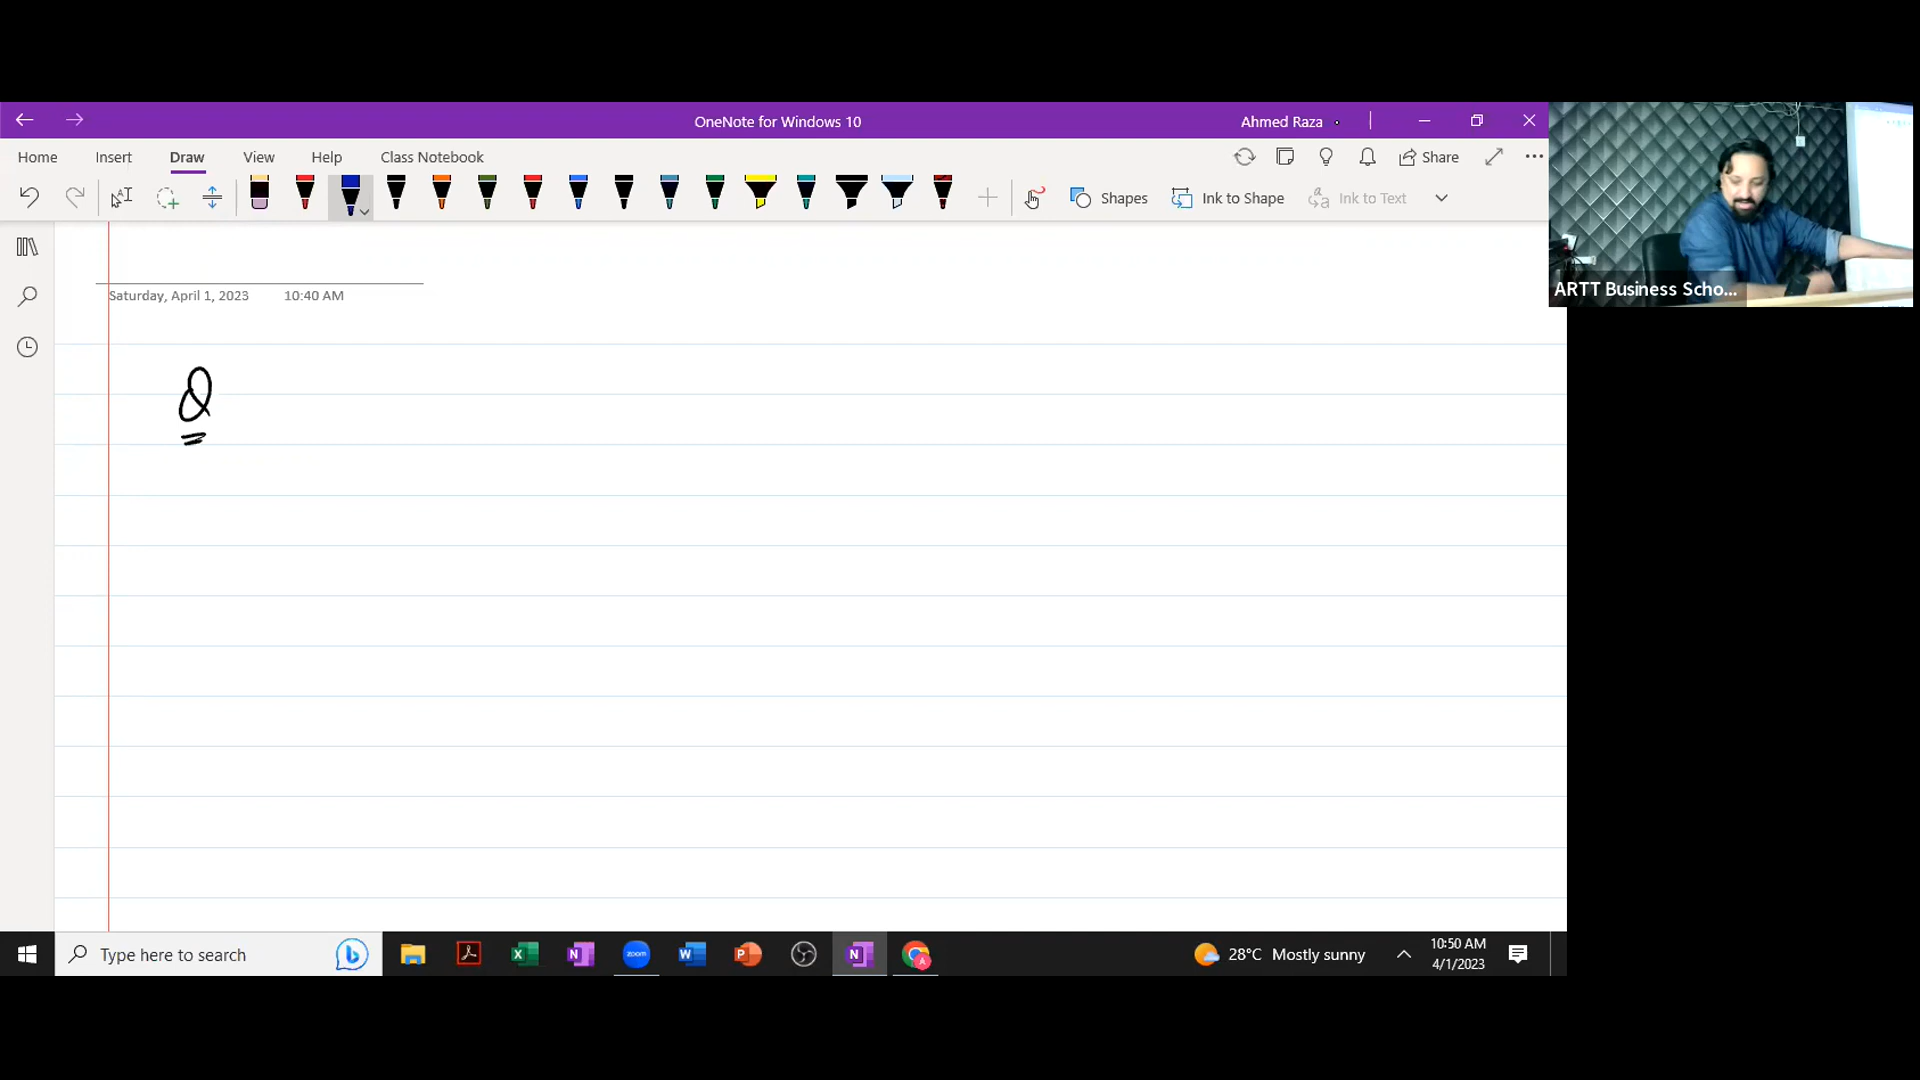 OneNote for Windows 10
Ahmed Raza
Home Insert Draw View Help Class Notebook
Share
Shapes Ink to Shape Ink to Text
ARTT Business Scho...
Saturday, April 1, 2023 10:40 AM
Q
Type here to search
zoom
28°C Mostly sunny
10:50 AM
4/1/2023